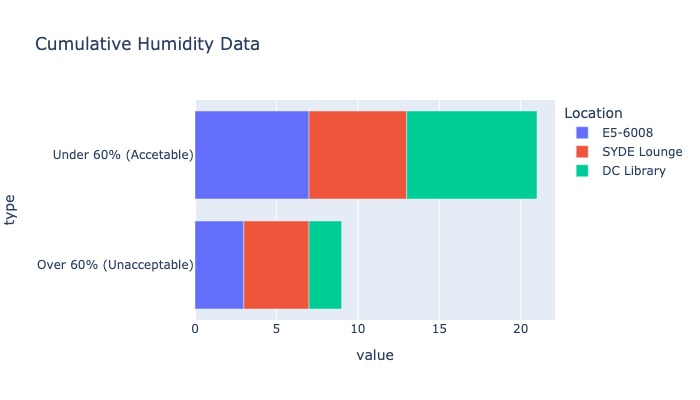 Cumulative Humidity Data
Location
E5-6008
SYDE Lounge
DC Library
Under 60% (Accetable)
Over 60% (Unacceptable)
type
0 5 10 15 20
value